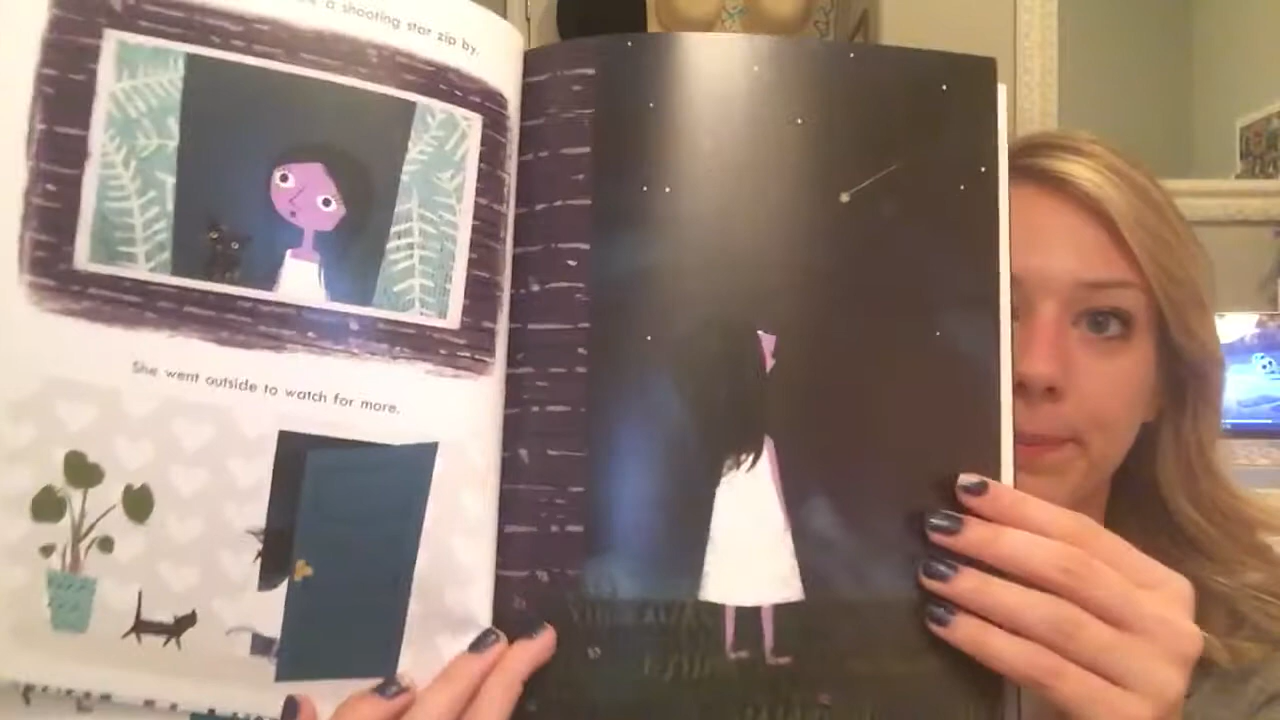 a shooting star zip by.
She went outside to watch for more.